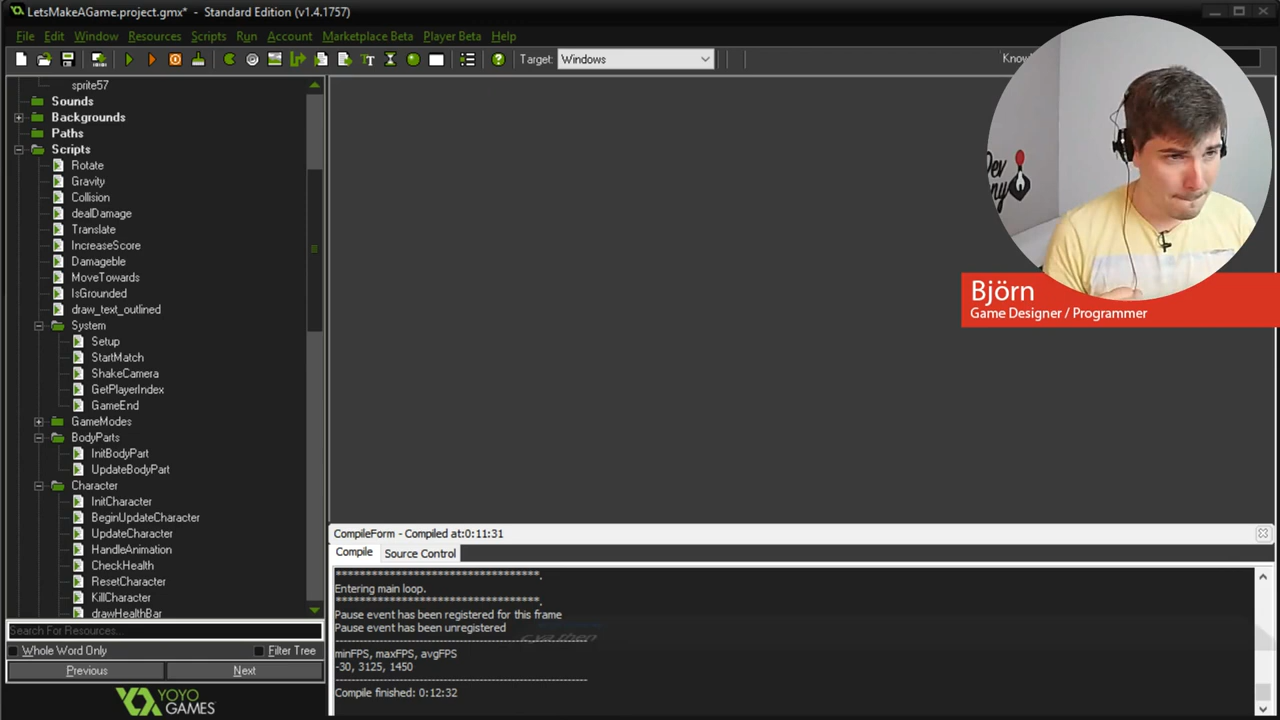 LetsMakeAGame.project.gmx* - Standard Edition (v1.4.1757)
File Edit Window Resources Scripts Run Account Marketplace Beta Player Beta Help
Target: Windows
sprite57
Sounds
Backgrounds
Paths
Scripts
Rotate
Gravity
Collision
dealDamage
Translate
IncreaseScore
Damageble
MoveTowards
IsGrounded
draw_text_outlined
System
Setup
StartMatch
ShakeCamera
GetPlayerIndex
GameEnd
GameModes
BodyParts
InitBodyPart
UpdateBodyPart
Character
InitCharacter
BeginUpdateCharacter
UpdateCharacter
HandleAnimation
CheckHealth
ResetCharacter
KillCharacter
drawHealthBar
Search For Resources...
Whole Word Only Filter Tree
Previous Next
YOYO
GAMES
Björn
Game Designer / Programmer
CompileForm - Compiled at:0:11:31
Compile Source Control
***********************************.
Entering main loop.
***********************************.
Pause event has been registered for this frame
Pause event has been unregistered
c ya then
minFPS, maxFPS, avgFPS
-30, 3125, 1450
Compile finished: 0:12:32